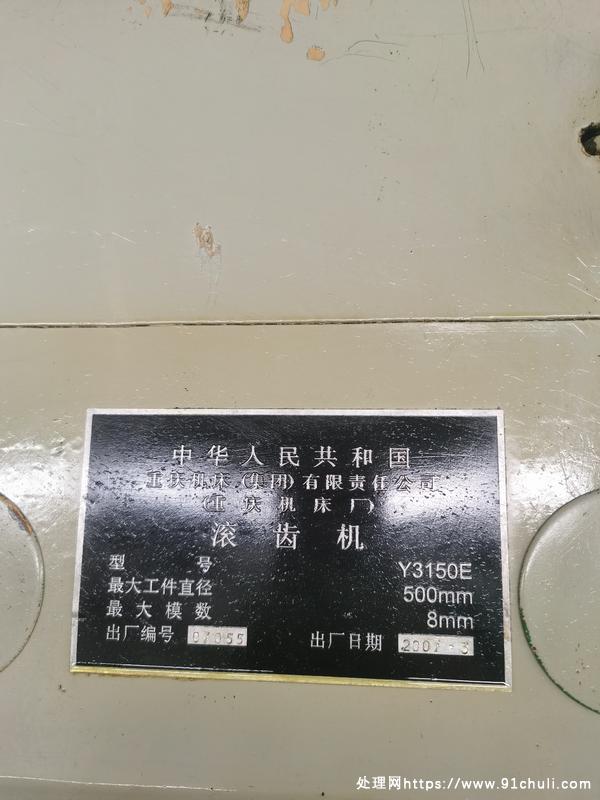 中华人民共和国
重庆机床(集团)有限责任公司
(重庆机床厂)
滚齿机
型号 Y3150E
最大工件直径 500mm
最大模数 8mm
出厂编号 出厂日期
处理网https://www.91chuli.com/